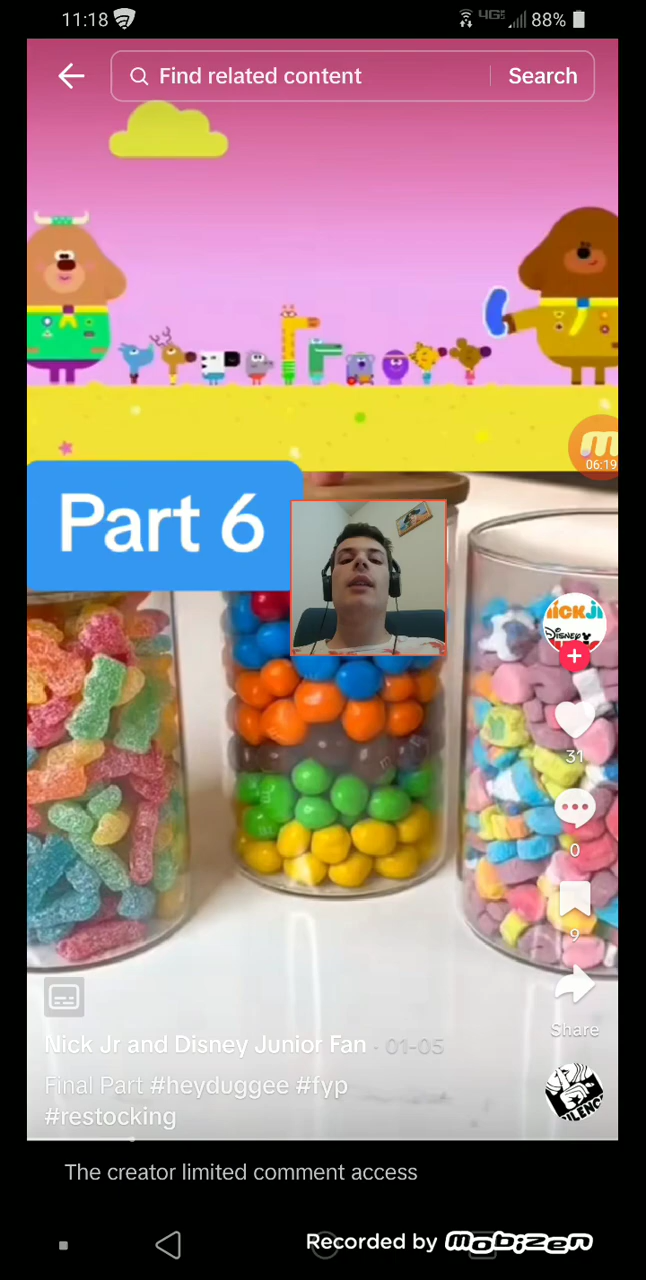 11:18
4GE
88%
Find related content
Search
06:19
Part 6
nick jr
Disney
31
0
9
Share
Nick Jr and Disney Junior Fan · 01-05
Final Part #heyduggee #fyp
#restocking
SILENC
The creator limited comment access
Recorded by mobizen